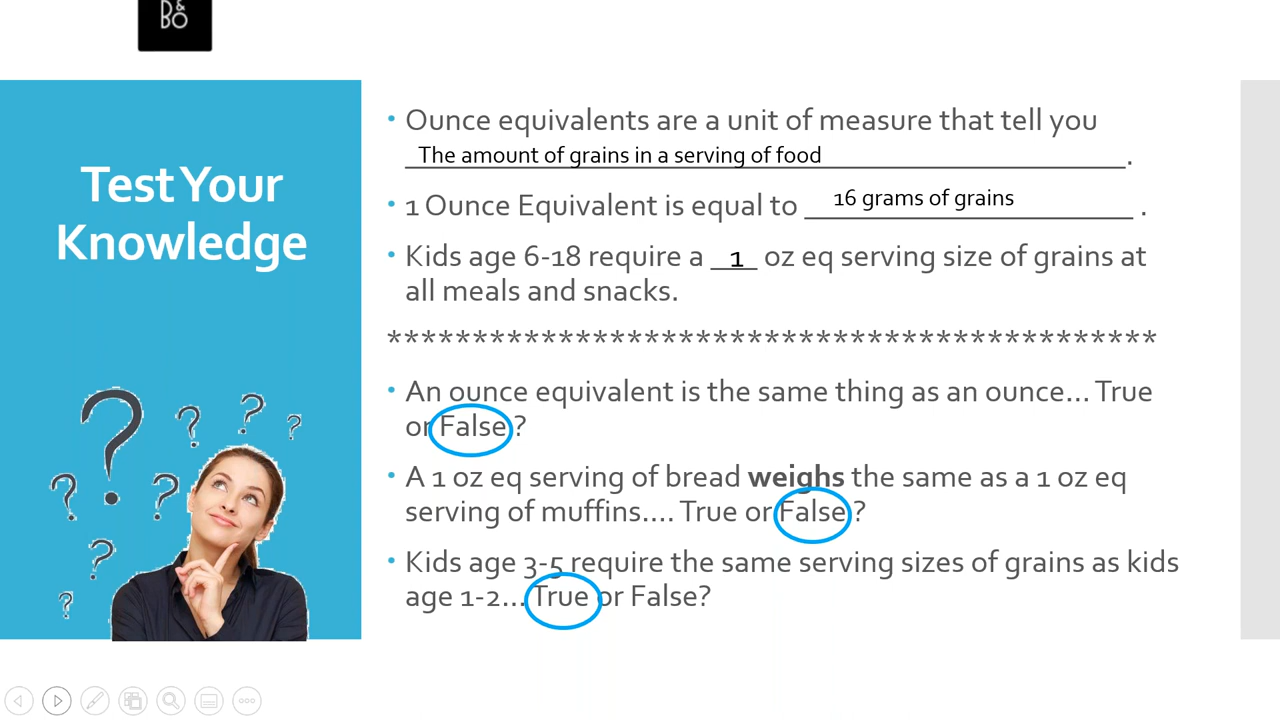 B&
BO
Test Your
Knowledge
• Ounce equivalents are a unit of measure that tell you
The amount of grains in a serving of food.
• 1 Ounce Equivalent is equal to 16 grams of grains.
• Kids age 6-18 require a 1 oz eq serving size of grains at
all meals and snacks.
*********************************************
• An ounce equivalent is the same thing as an ounce... True
or False?
• A 1 oz eq serving of bread weighs the same as a 1 oz eq
serving of muffins.... True or False?
• Kids age 3-5 require the same serving sizes of grains as kids
age 1-2... True or False?